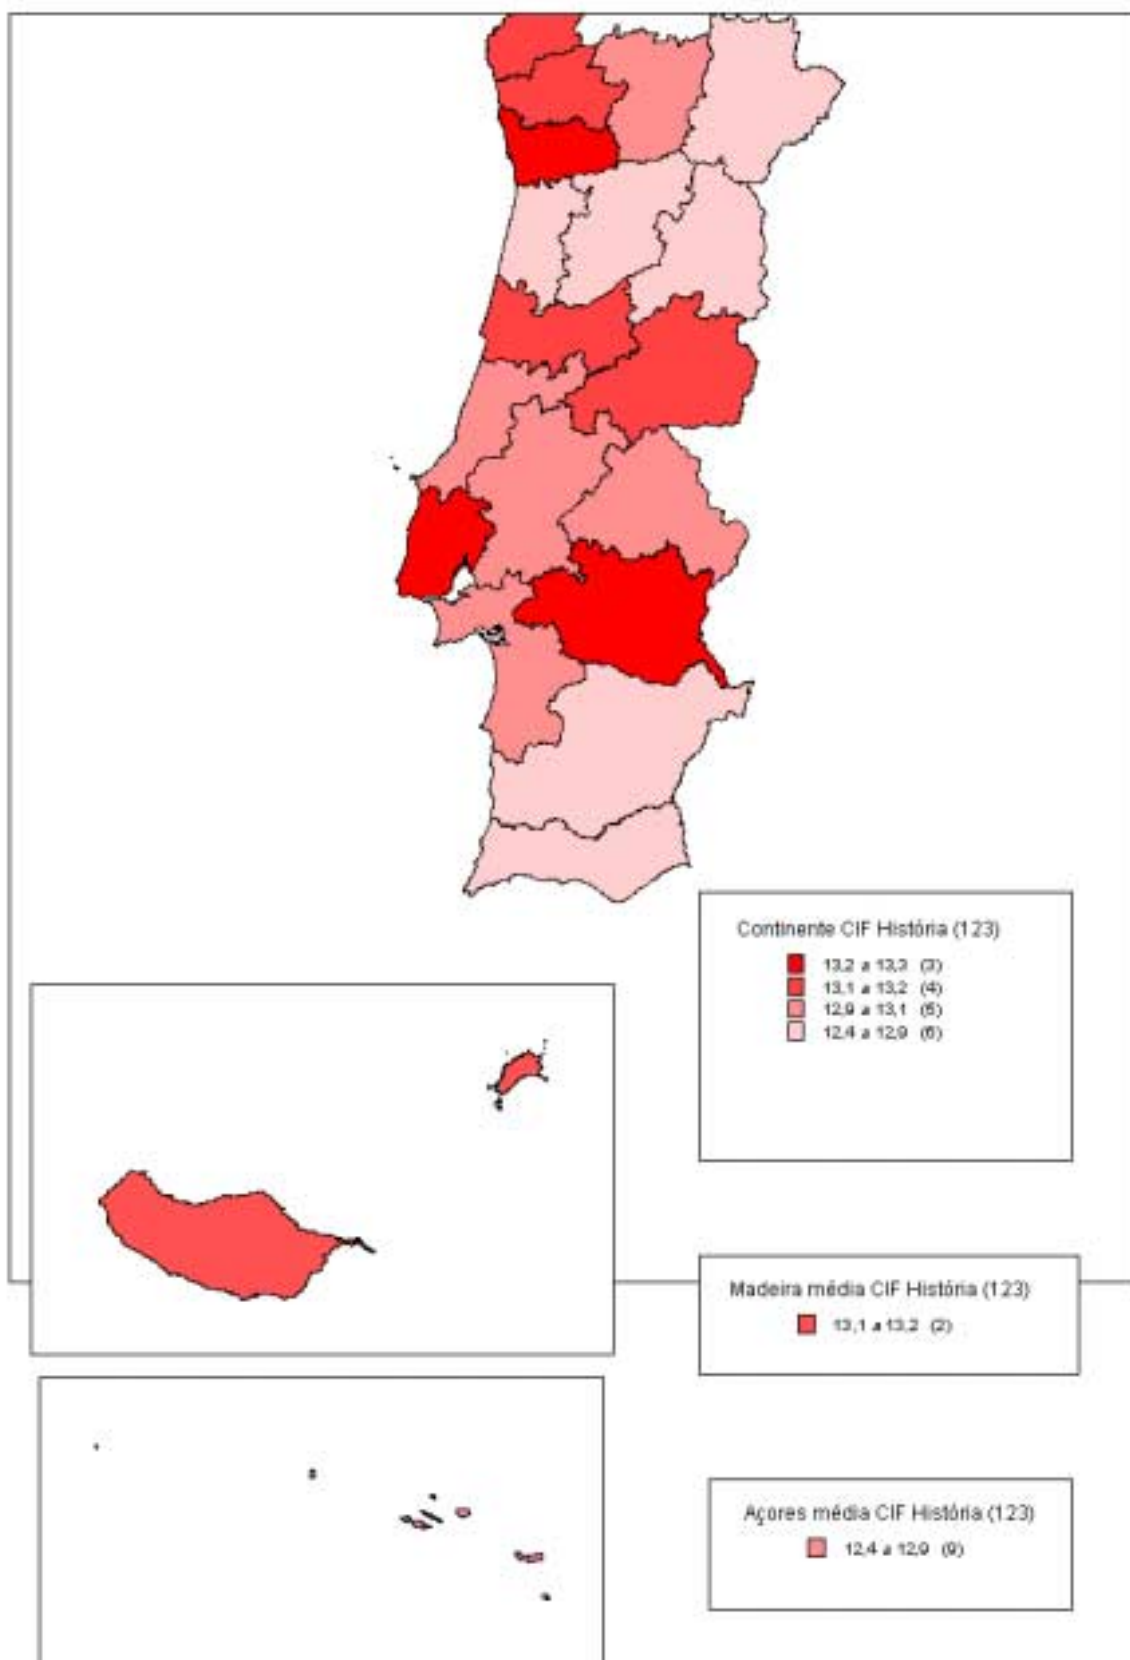 Continente CIF História (123)
13,2 a 13,3 (3)
13,1 a 13,2 (4)
12,9 a 13,1 (5)
12,4 a 12,9 (6)
Madeira média CIF História (123)
13,1 a 13,2 (2)
Açores média CIF História (123)
12,4 a 12,9 (9)